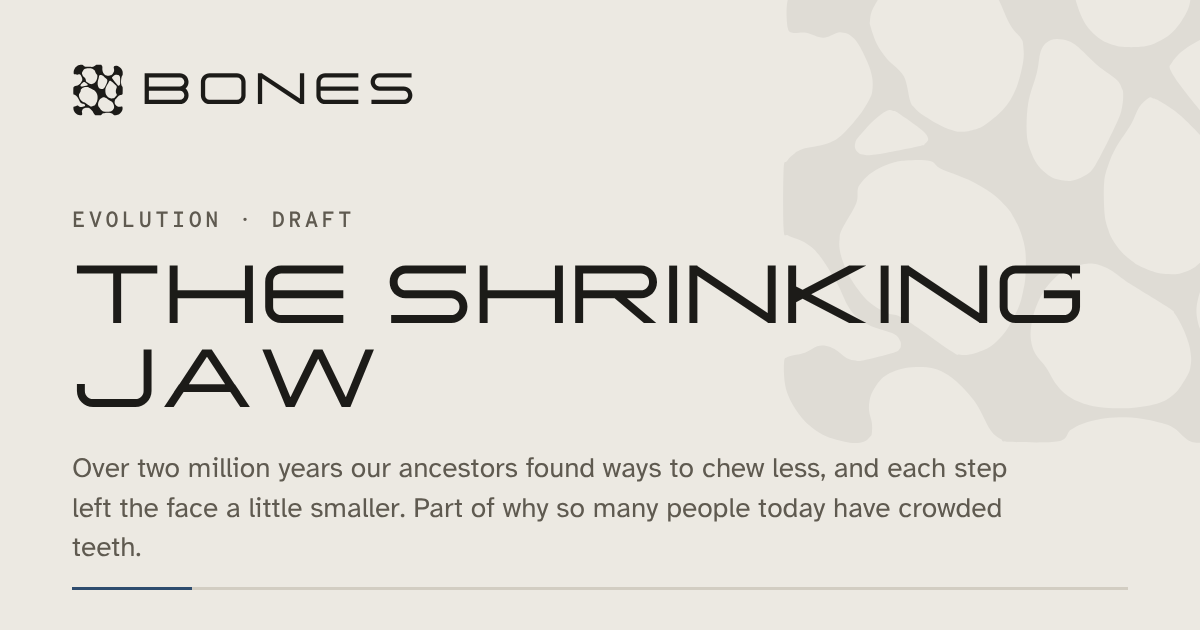 BONES
EVOLUTION · DRAFT
THE SHRINKING
JAW
Over two million years our ancestors found ways to chew less, and each step
left the face a little smaller. Part of why so many people today have crowded
teeth.